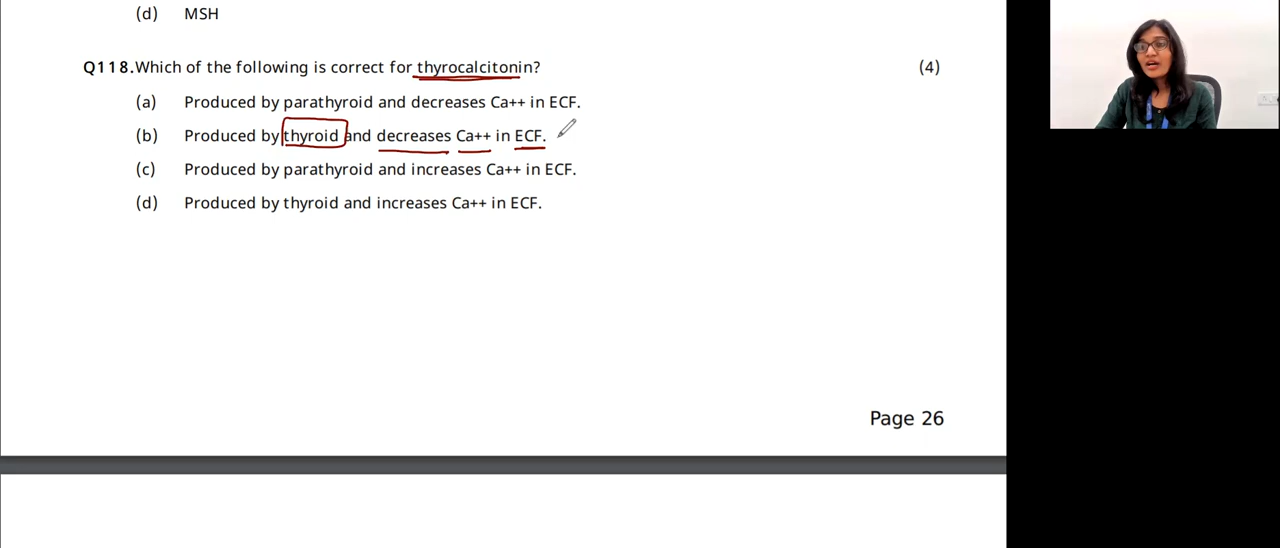 (d) MSH
Q118.Which of the following is correct for thyrocalcitonin? (4)
(a) Produced by parathyroid and decreases Ca++ in ECF.
(b) Produced by thyroid and decreases Ca++ in ECF.
(c) Produced by parathyroid and increases Ca++ in ECF.
(d) Produced by thyroid and increases Ca++ in ECF.
Page 26